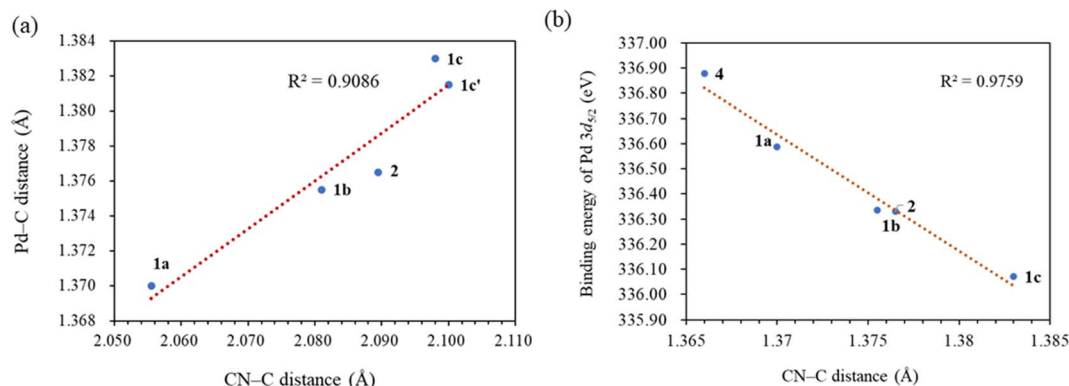 (a)
1.384
1.382
1.380
1.378
1.376
1.374
1.372
1.370
1.368
Pd–C distance (Å)
R² = 0.9086
1c
1c'
2
1b
1a
2.050 2.060 2.070 2.080 2.090 2.100 2.110
CN–C distance (Å)
(b)
337.00
336.90
336.80
336.60
336.40
336.30
336.20
336.10
336.00
335.90
Binding energy of Pd 3d5/2 (eV)
R² = 0.9759
4
1a
2
1b
1c
1.365 1.37 1.375 1.38 1.385
CN–C distance (Å)